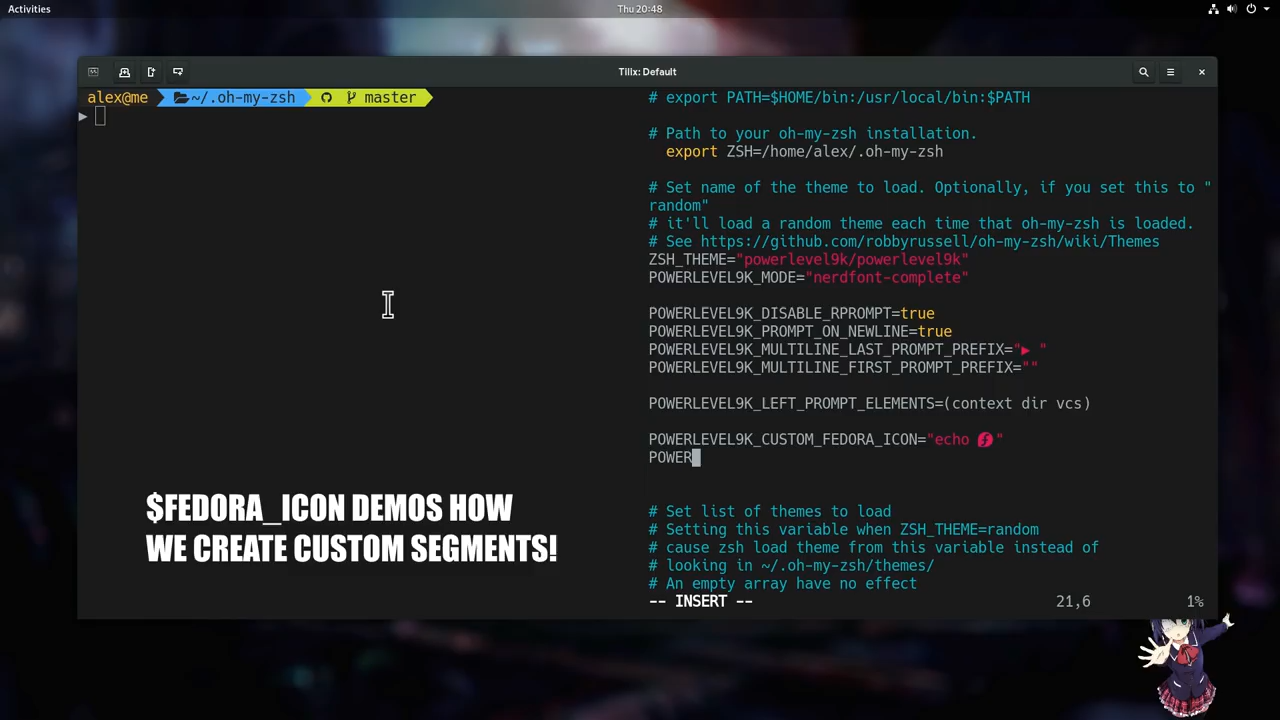 Activities
Thu 20:48
Tilix: Default
alex@me ~/.oh-my-zsh master
▶
# export PATH=$HOME/bin:/usr/local/bin:$PATH
# Path to your oh-my-zsh installation.
export ZSH=/home/alex/.oh-my-zsh
# Set name of the theme to load. Optionally, if you set this to "
random"
# it'll load a random theme each time that oh-my-zsh is loaded.
# See https://github.com/robbyrussell/oh-my-zsh/wiki/Themes
ZSH_THEME="powerlevel9k/powerlevel9k"
POWERLEVEL9K_MODE="nerdfont-complete"
POWERLEVEL9K_DISABLE_RPROMPT=true
POWERLEVEL9K_PROMPT_ON_NEWLINE=true
POWERLEVEL9K_MULTILINE_LAST_PROMPT_PREFIX="▶ "
POWERLEVEL9K_MULTILINE_FIRST_PROMPT_PREFIX=""
POWERLEVEL9K_LEFT_PROMPT_ELEMENTS=(context dir vcs)
POWERLEVEL9K_CUSTOM_FEDORA_ICON="echo "
POWER
# Set list of themes to load
# Setting this variable when ZSH_THEME=random
# cause zsh load theme from this variable instead of
# looking in ~/.oh-my-zsh/themes/
# An empty array have no effect
-- INSERT -- 21,6 1%
$FEDORA_ICON DEMOS HOW
WE CREATE CUSTOM SEGMENTS!